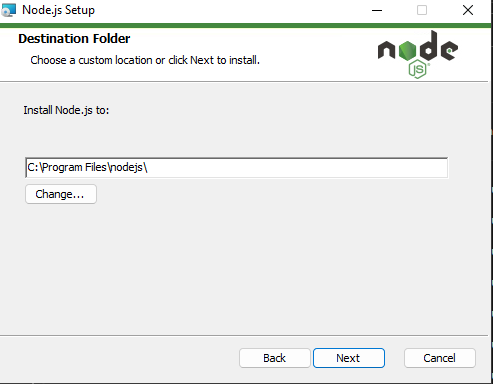 Node.js Setup
Destination Folder
Choose a custom location or click Next to install.
node
JS
Install Node.js to:
C:\Program Files\nodejs\
Change...
Back
Next
Cancel